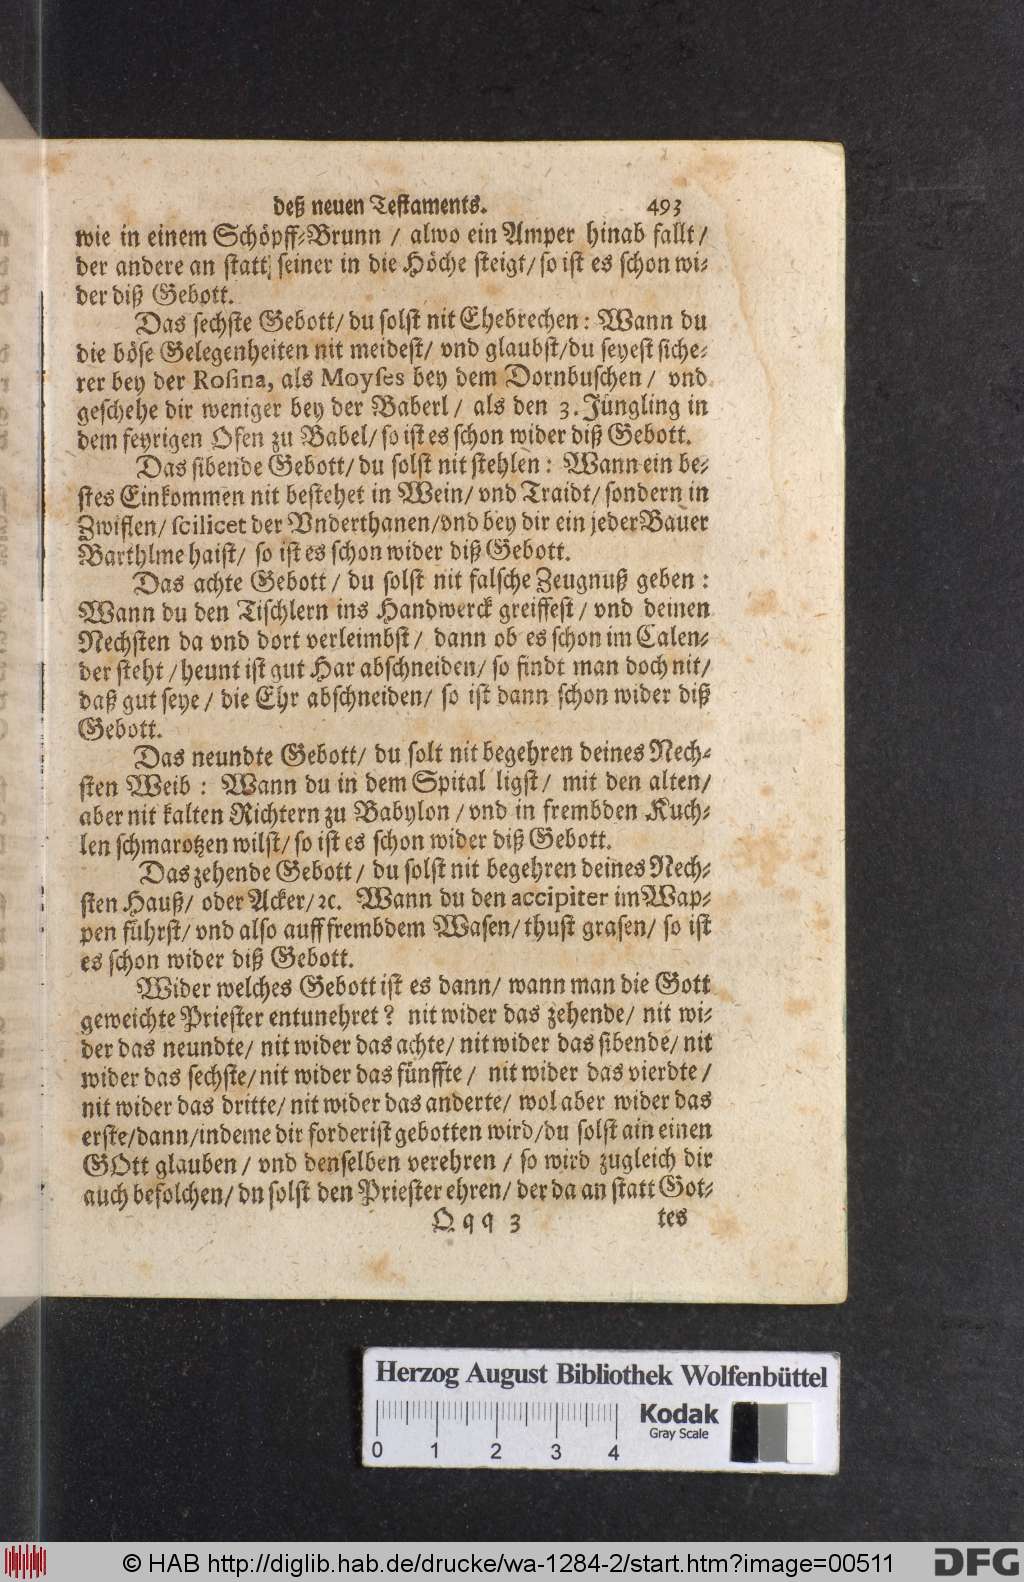 deß neuen Testaments. 493
wie in einem Schöpff-Brunn / alwo ein Amper hinab fallt /
der andere an statt seiner in die Höche steigt / so ist es schon wi-
der diß Gebott.
Das sechste Gebott / du solst nit Ehebrechen : Wann du
die böse Gelegenheiten nit meidest / vnd glaubst / du seyest siche-
rer bey der Rosina, als Moyses bey dem Dornbuschen / vnd
geschehe dir weniger bey der Baberl / als den 3. Jüngling in
dem feyrigen Ofen zu Babel / so ist es schon wider diß Gebott.
Das sibende Gebott / du solst nit stehlen : Wann ein be-
stes Einkommen nit bestehet in Wein / vnd Traidt / sondern in
Zwiflen / scilicet der Vnderthanen / vnd bey dir ein jeder Bauer
Barthlme haist / so ist es schon wider diß Gebott.
Das achte Gebott / du solst nit falsche Zeugnuß geben :
Wann du den Tischlern ins Handwerck greiffest / vnd deinen
Nechsten da vnd dort verleimbst / dann ob es schon im Calen-
der steht / heunt ist gut Har abschneiden / so findt man doch nit /
daß gut seye / die Ehr abschneiden / so ist dann schon wider diß
Gebott.
Das neundte Gebott / du solt nit begehren deines Nech-
sten Weib : Wann du in dem Spital ligst / mit den alten /
aber nit kalten Richtern zu Babylon / vnd in frembden Kuch-
len schmarotzen wilst / so ist es schon wider diß Gebott.
Das zehende Gebott / du solst nit begehren deines Nech-
sten Hauß / oder Acker / ꝛc. Wann du den accipiter im Wap-
pen führst / vnd also auff frembdem Wasen / thust grasen / so ist
es schon wider diß Gebott.
Wider welches Gebott ist es dann / wann man die Gott
geweichte Priester entunehret ? nit wider das zehende / nit wi-
der das neundte / nit wider das achte / nit wider das sibende / nit
wider das sechste / nit wider das fünffte / nit wider das vierdte /
nit wider das dritte / nit wider das anderte / wol aber wider das
erste / dann / indeme dir forderist gebotten wird / du solst ain einen
GOtt glauben / vnd denselben verehren / so wird zugleich dir
auch befolchen / dn solst den Priester ehren / der da an statt Got-
Qqq 3 tes
Herzog August Bibliothek Wolfenbüttel
Kodak
Gray Scale
0 1 2 3 4
© HAB http://diglib.hab.de/drucke/wa-1284-2/start.htm?image=00511
DFG